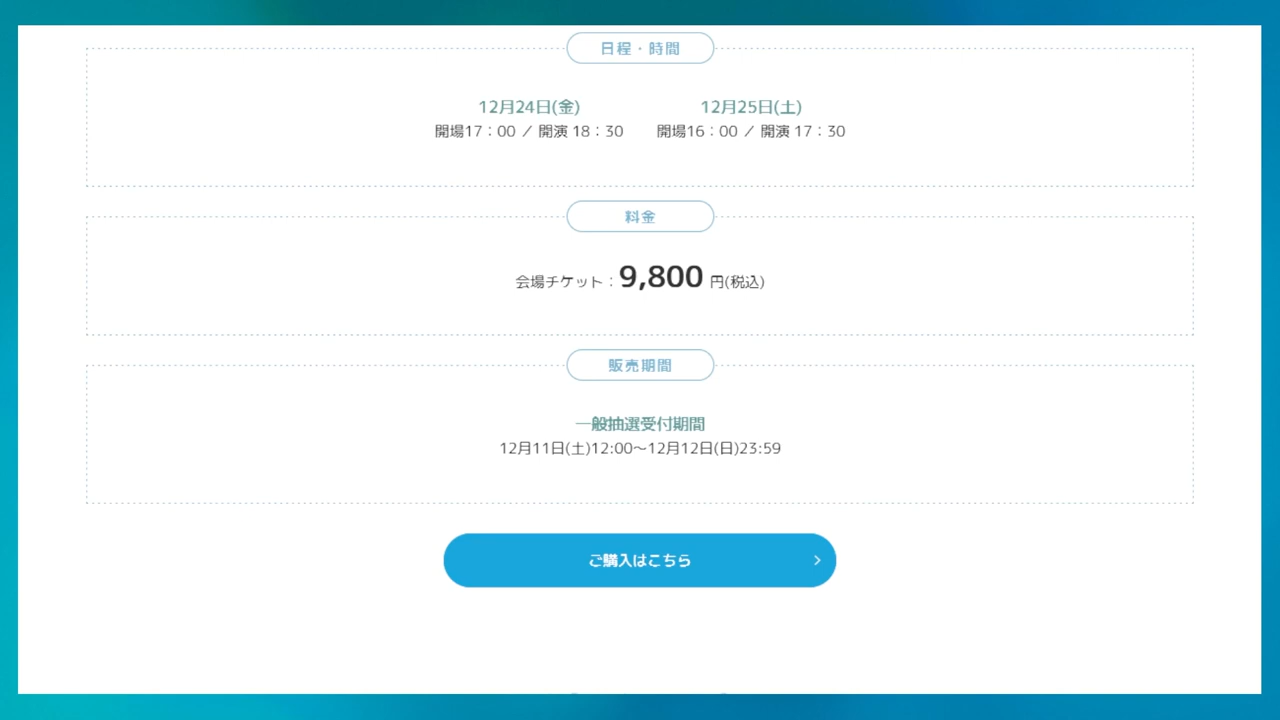 日程・時間
12月24日(金)
開場17：00 ／ 開演 18：30
12月25日(土)
開場16：00 ／ 開演 17：30
料金
会場チケット：9,800 円(税込)
販売期間
一般抽選受付期間
12月11日(土)12:00〜12月12日(日)23:59
ご購入はこちら